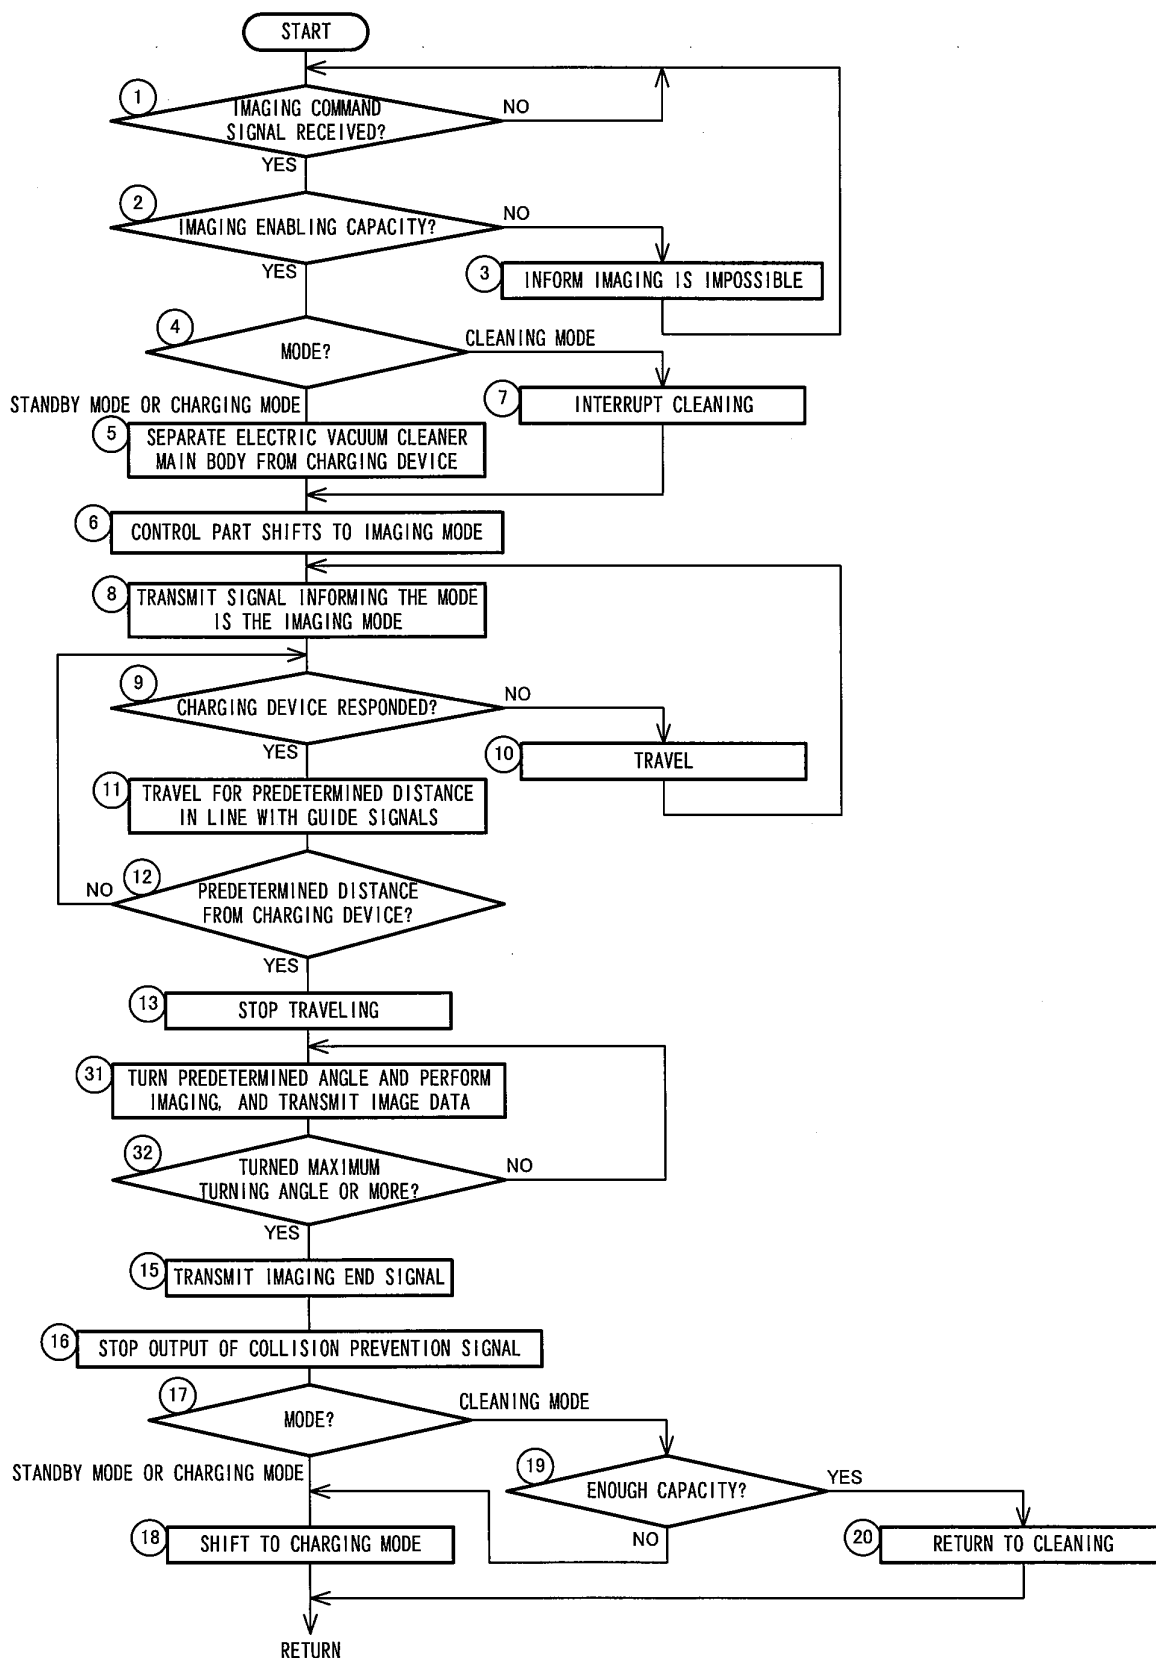 START
1
IMAGING COMMAND
SIGNAL RECEIVED?
NO
YES
2
IMAGING ENABLING CAPACITY?
NO
YES
3
INFORM IMAGING IS IMPOSSIBLE
4
MODE?
CLEANING MODE
STANDBY MODE OR CHARGING MODE
7
INTERRUPT CLEANING
5
SEPARATE ELECTRIC VACUUM CLEANER
MAIN BODY FROM CHARGING DEVICE
6
CONTROL PART SHIFTS TO IMAGING MODE
8
TRANSMIT SIGNAL INFORMING THE MODE
IS THE IMAGING MODE
9
CHARGING DEVICE RESPONDED?
NO
YES
10
TRAVEL
11
TRAVEL FOR PREDETERMINED DISTANCE
IN LINE WITH GUIDE SIGNALS
12
NO
PREDETERMINED DISTANCE
FROM CHARGING DEVICE?
YES
13
STOP TRAVELING
31
TURN PREDETERMINED ANGLE AND PERFORM
IMAGING, AND TRANSMIT IMAGE DATA
32
TURNED MAXIMUM
TURNING ANGLE OR MORE?
NO
YES
15
TRANSMIT IMAGING END SIGNAL
16
STOP OUTPUT OF COLLISION PREVENTION SIGNAL
17
MODE?
CLEANING MODE
STANDBY MODE OR CHARGING MODE
19
ENOUGH CAPACITY?
YES
NO
18
SHIFT TO CHARGING MODE
20
RETURN TO CLEANING
RETURN